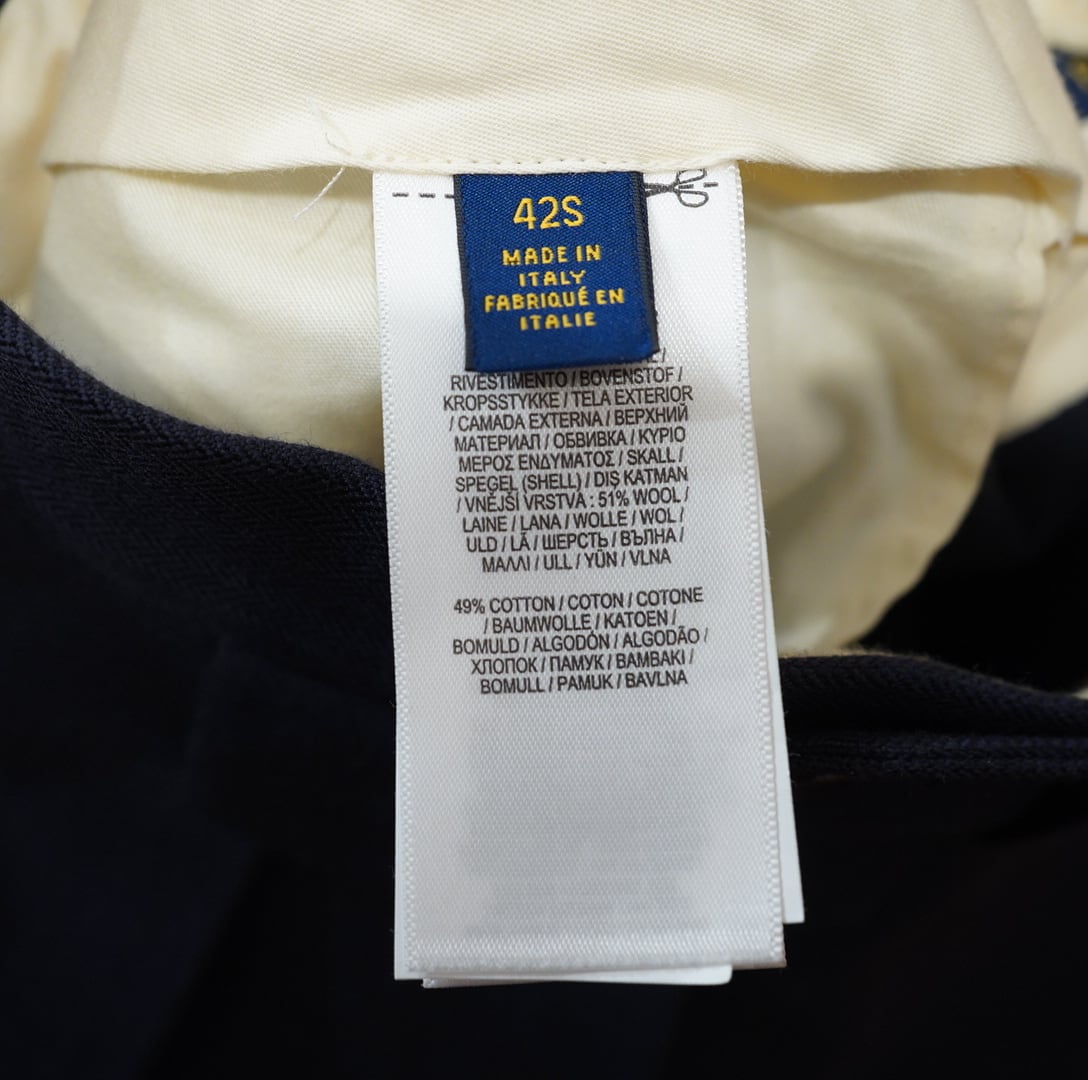 42S
MADE IN
ITALY
FABRIQUÉ EN
ITALIE
RIVESTIMENTO / BOVENSTOF /
KROPSSTYKKE / TELA EXTERIOR
/ CAMADA EXTERNA / ВЕРХНИЙ
МАТЕРИАЛ / ОБВИВКА / ΚΥΡΙΟ
ΜΕΡΟΣ ΕΝΔΥΜΑΤΟΣ / SKALL /
SPEGEL (SHELL) / DIŞ KATMAN
/ VNĚJŠÍ VRSTVA : 51% WOOL /
LAINE / LANA / WOLLE / WOL /
ULD / LÃ / ШЕРСТЬ / ВЪЛНА /
ΜΑΛΛΙ / ULL / YÜN / VLNA
49% COTTON / COTON / COTONE
/ BAUMWOLLE / KATOEN /
BOMULD / ALGODÓN / ALGODÃO /
ХЛОПОК / ПАМУК / ΒΑΜΒΑΚΙ /
BOMULL / PAMUK / BAVLNA